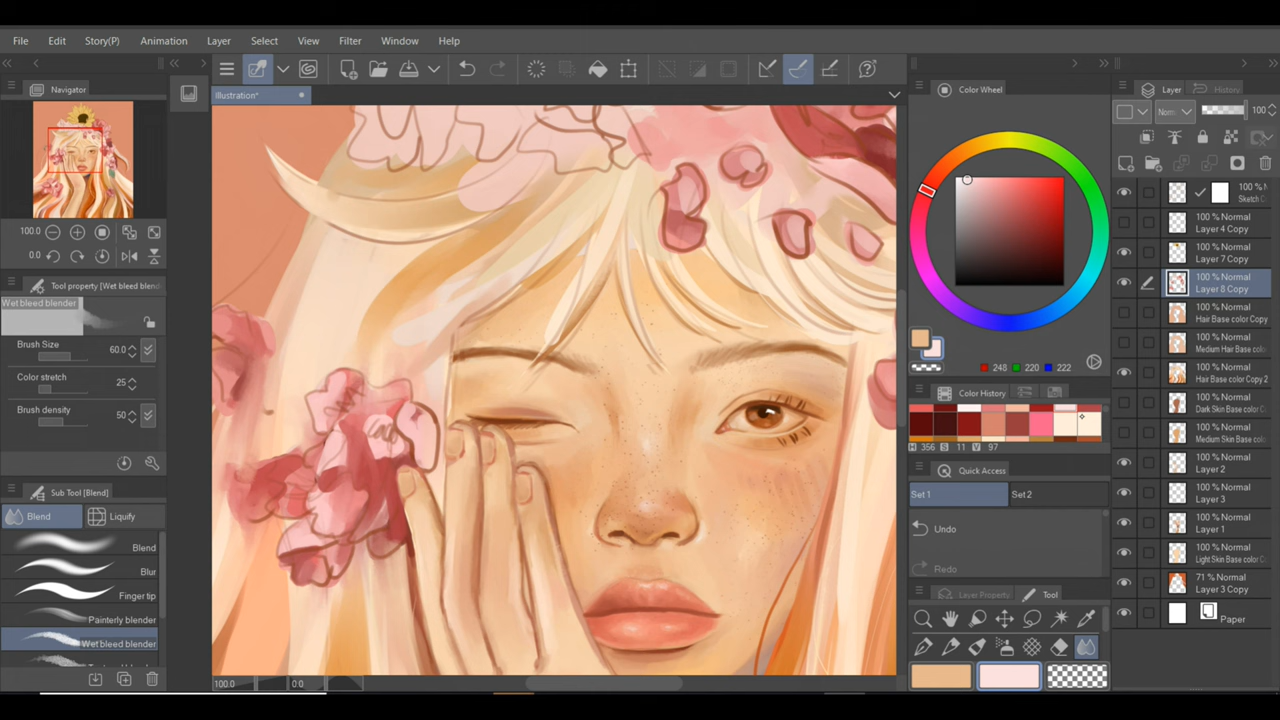 File Edit Story(P) Animation Layer Select View Filter Window Help
Navigator
Illustration*
100.0
0.0
Tool property [Wet bleed blend
Wet bleed blender
Brush Size 60.0
Color stretch 25
Brush density 50
Sub Tool [Blend]
Blend Liquify
Blend
Blur
Finger tip
Painterly blender
Wet bleed blender
100.0 0.0
Color Wheel
248 220 222
Color History
H 356 S 11 V 97
Quick Access
Set 1 Set 2
Undo
Redo
Layer Property Tool
Layer History
100
100 %
Sketch
100 % Normal
Layer 4 Copy
100 % Normal
Layer 7 Copy
100 % Normal
Layer 8 Copy
100 % Normal
Hair Base color Copy
100 % Normal
Medium Hair Base color
100 % Normal
Hair Base color Copy 2
100 % Normal
Dark Skin Base color
100 % Normal
Medium Skin Base color
100 % Normal
Layer 2
100 % Normal
Layer 3
100 % Normal
Layer 1
100 % Normal
Light Skin Base color
71 % Normal
Layer 3 Copy
Paper